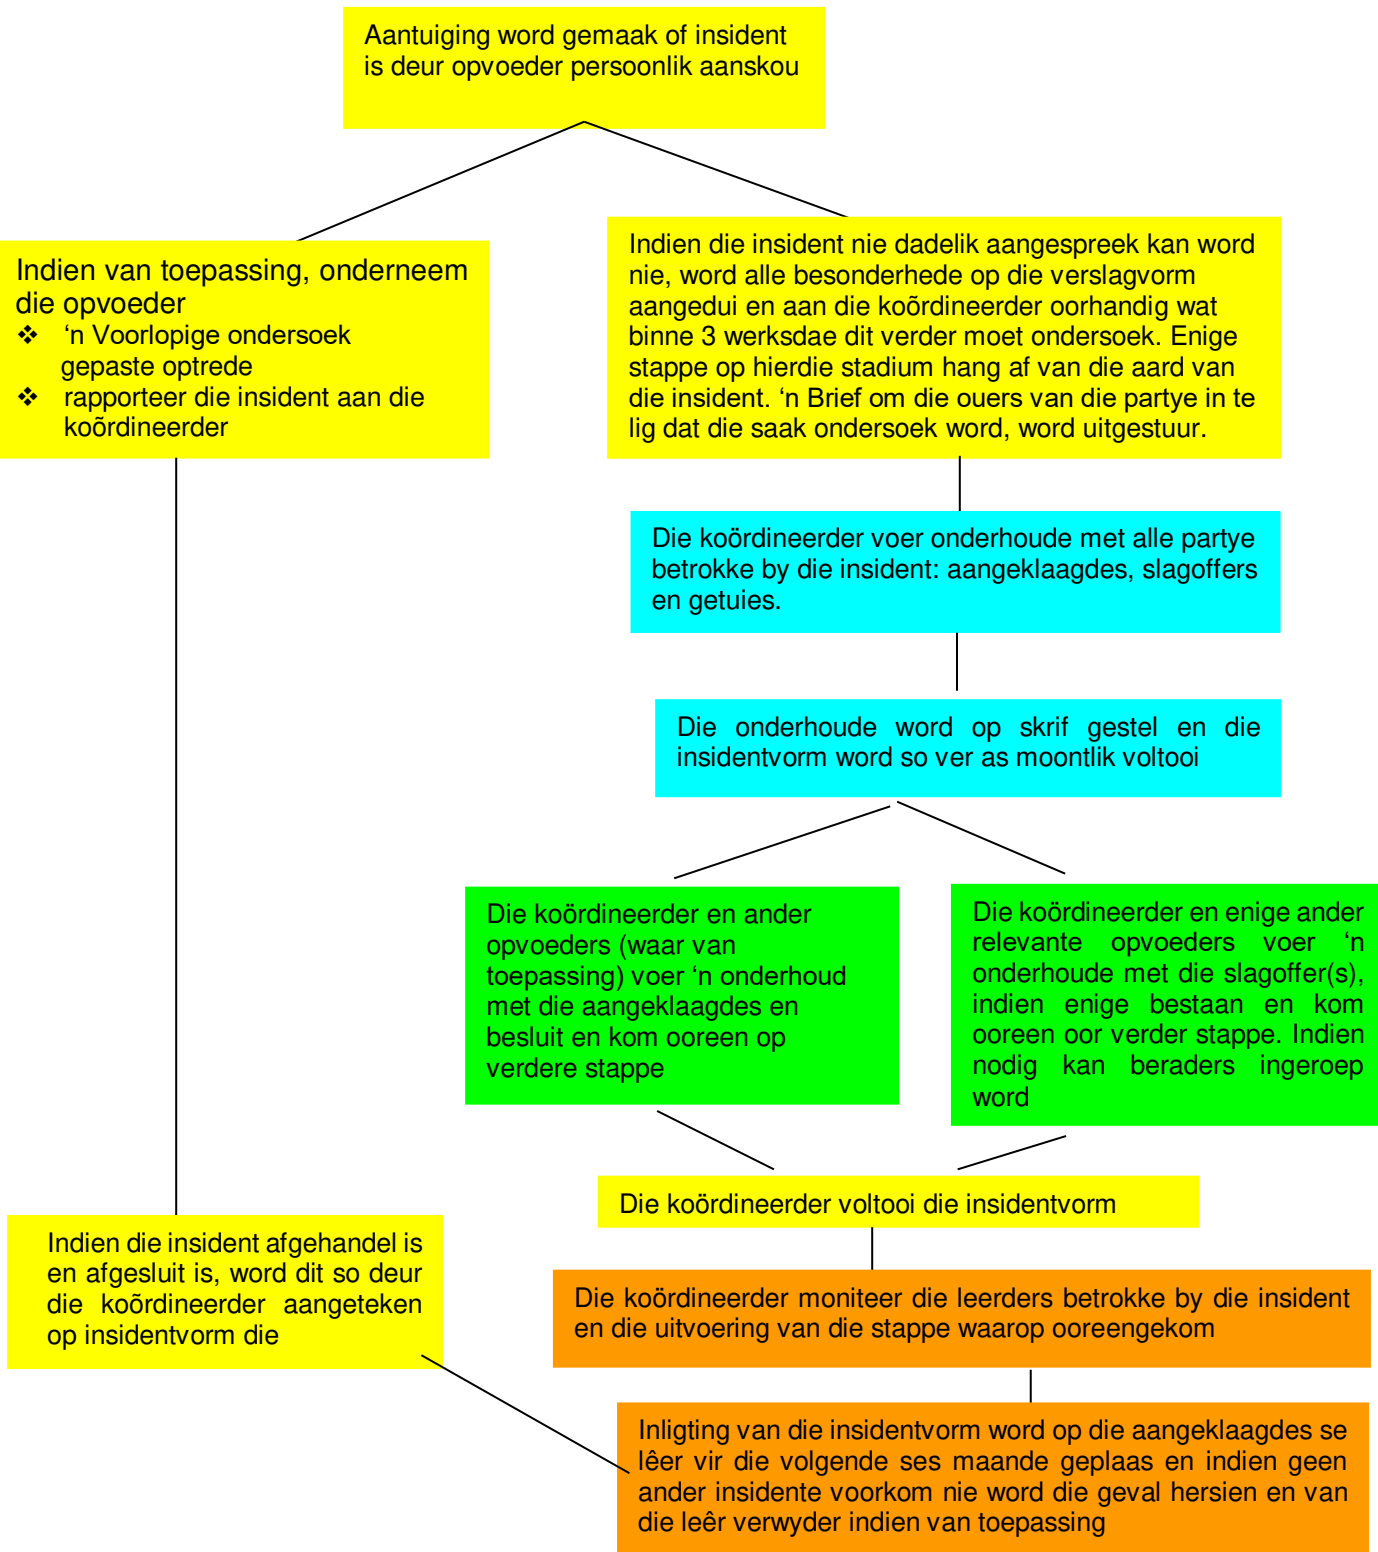 Aantuiging word gemaak of insident
is deur opvoeder persoonlik aanskou
Indien van toepassing, onderneem
die opvoeder
❖ ‘n Voorlopige ondersoek
gepaste optrede
❖ rapporteer die insident aan die
koõrdineerder
Indien die insident nie dadelik aangespreek kan word
nie, word alle besonderhede op die verslagvorm
aangedui en aan die koõrdineerder oorhandig wat
binne 3 werksdae dit verder moet ondersoek. Enige
stappe op hierdie stadium hang af van die aard van
die insident. ‘n Brief om die ouers van die partye in te
lig dat die saak ondersoek word, word uitgestuur.
Die koördineerder voer onderhoude met alle partye
betrokke by die insident: aangeklaagdes, slagoffers
en getuies.
Die onderhoude word op skrif gestel en die
insidentvorm word so ver as moontlik voltooi
Die koördineerder en ander
opvoeders (waar van
toepassing) voer ‘n onderhoud
met die aangeklaagdes en
besluit en kom ooreen op
verdere stappe
Die koördineerder en enige ander
relevante opvoeders voer ‘n
onderhoude met die slagoffer(s),
indien enige bestaan en kom
ooreen oor verder stappe. Indien
nodig kan beraders ingeroep
word
Die koördineerder voltooi die insidentvorm
Indien die insident afgehandel is
en afgesluit is, word dit so deur
die koõrdineerder aangeteken
op insidentvorm die
Die koördineerder moniteer die leerders betrokke by die insident
en die uitvoering van die stappe waarop ooreengekom
Inligting van die insidentvorm word op die aangeklaagdes se
lêer vir die volgende ses maande geplaas en indien geen
ander insidente voorkom nie word die geval hersien en van
die leêr verwyder indien van toepassing